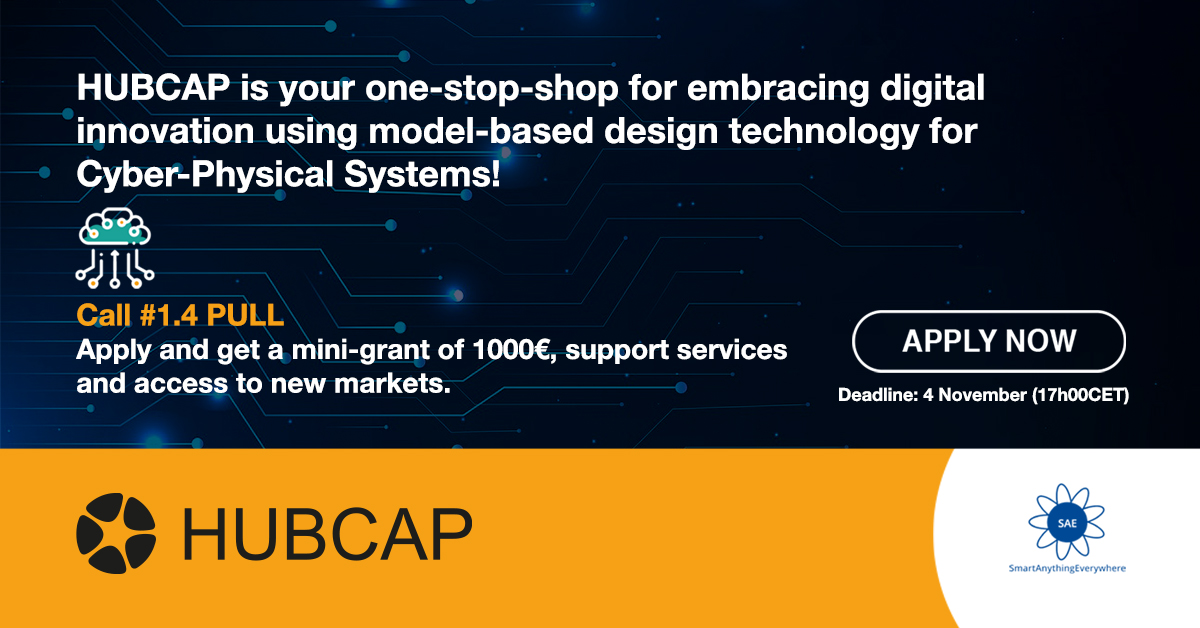 HUBCAP is your one-stop-shop for embracing digital
innovation using model-based design technology for
Cyber-Physical Systems!
Call #1.4 PULL
Apply and get a mini-grant of 1000€, support services
and access to new markets.
APPLY NOW
Deadline: 4 November (17h00CET)
HUBCAP
SAE
SmartAnythingEverywhere